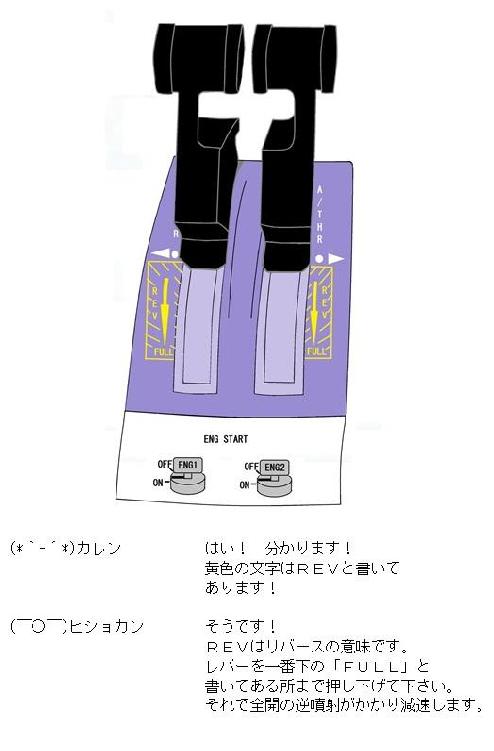 R
A/THR
REV
REV
FULL
FULL
ENG START
OFF
ENG1
ON
OFF
ENG2
ON
(*｀-´*)カレン はい！ 分かります！
黄色の文字はＲＥＶと書いて
あります！
(￣○￣)ヒショカン そうです！
ＲＥＶはリバースの意味です。
レバーを一番下の「ＦＵＬＬ」と
書いてある所まで押し下げて下さい。
それで全開の逆噴射がかかり減速します。